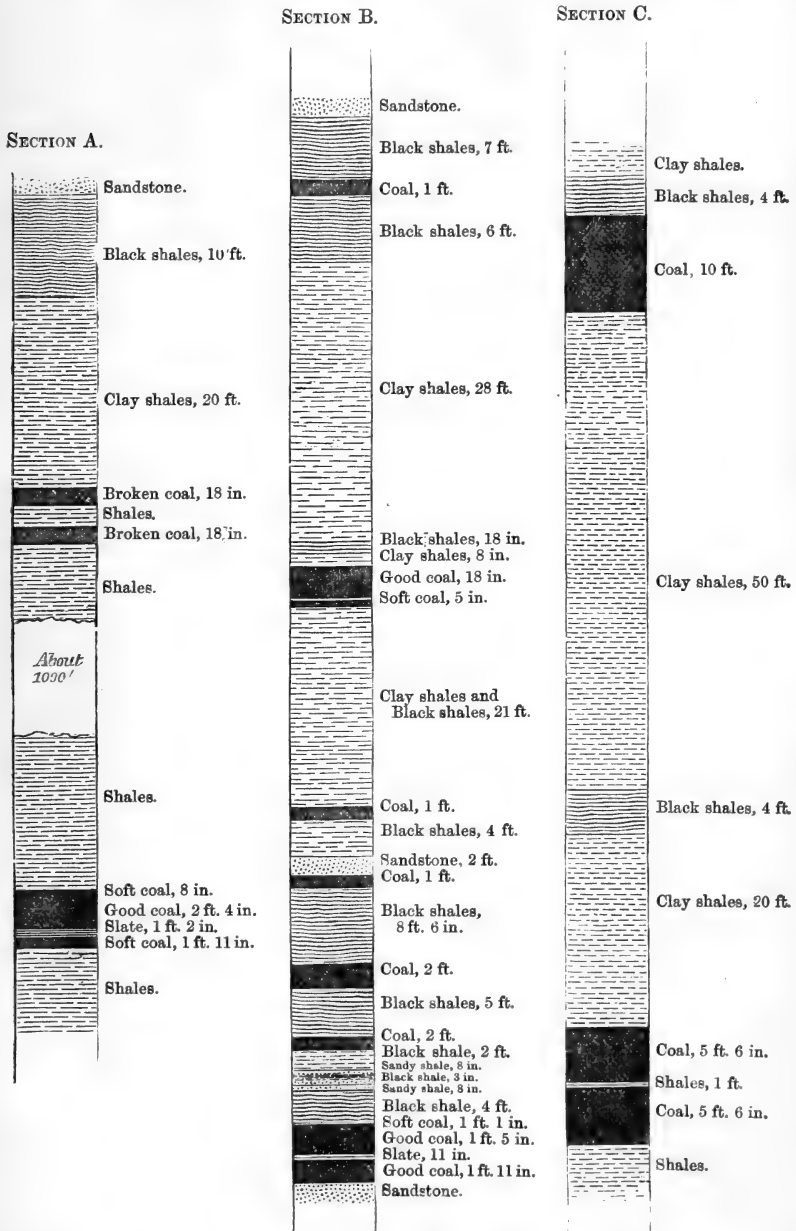 SECTION A.
Sandstone.
Black shales, 10 ft.
Clay shales, 20 ft.
Broken coal, 18 in.
Shales.
Broken coal, 18 in.
Shales.
About
1000'
Shales.
Soft coal, 8 in.
Good coal, 2 ft. 4 in.
Slate, 1 ft. 2 in.
Soft coal, 1 ft. 11 in.
Shales.
SECTION B.
Sandstone.
Black shales, 7 ft.
Coal, 1 ft.
Black shales, 6 ft.
Clay shales, 28 ft.
Black shales, 18 in.
Clay shales, 8 in.
Good coal, 18 in.
Soft coal, 5 in.
Clay shales and
Black shales, 21 ft.
Coal, 1 ft.
Black shales, 4 ft.
Sandstone, 2 ft.
Coal, 1 ft.
Black shales,
8 ft. 6 in.
Coal, 2 ft.
Black shales, 5 ft.
Coal, 2 ft.
Black shale, 2 ft.
Sandy shale, 8 in.
Black shale, 3 in.
Sandy shale, 8 in.
Black shale, 4 ft.
Soft coal, 1 ft. 1 in.
Good coal, 1 ft. 5 in.
Slate, 11 in.
Good coal, 1 ft. 11 in.
Sandstone.
SECTION C.
Clay shales.
Black shales, 4 ft.
Coal, 10 ft.
Clay shales, 50 ft.
Black shales, 4 ft.
Clay shales, 20 ft.
Coal, 5 ft. 6 in.
Shales, 1 ft.
Coal, 5 ft. 6 in.
Shales.